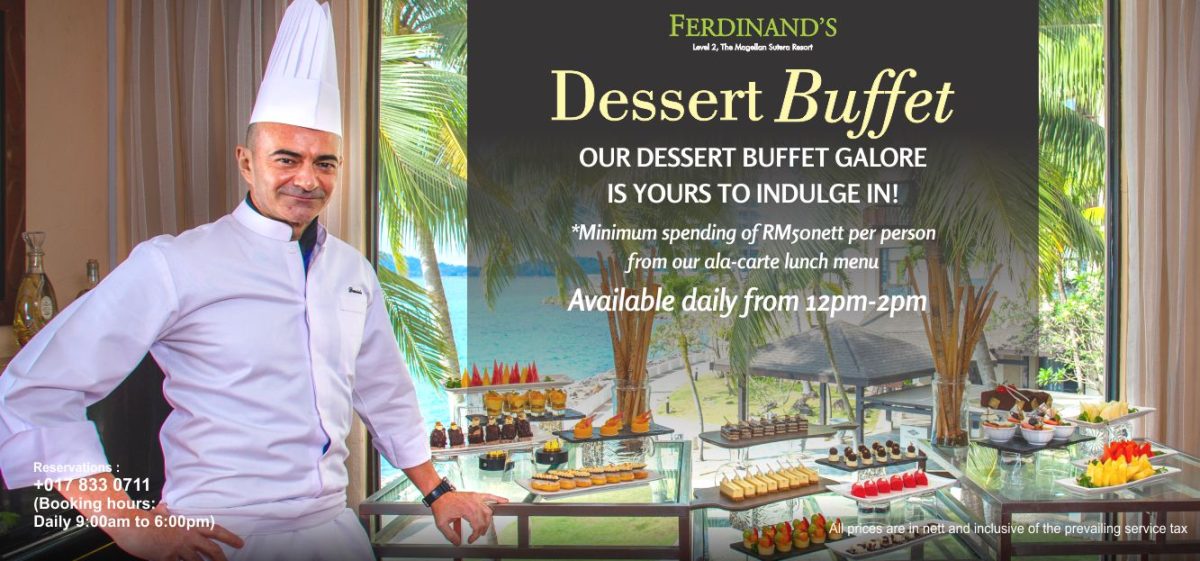 FERDINAND'S
Level 2, The Magellan Sutera Resort
Dessert Buffet
OUR DESSERT BUFFET GALORE
IS YOURS TO INDULGE IN!
*Minimum spending of RM50nett per person
from our ala-carte lunch menu
Available daily from 12pm-2pm
Reservations :
+017 833 0711
(Booking hours:
Daily 9:00am to 6:00pm)
All prices are in nett and inclusive of the prevailing service tax